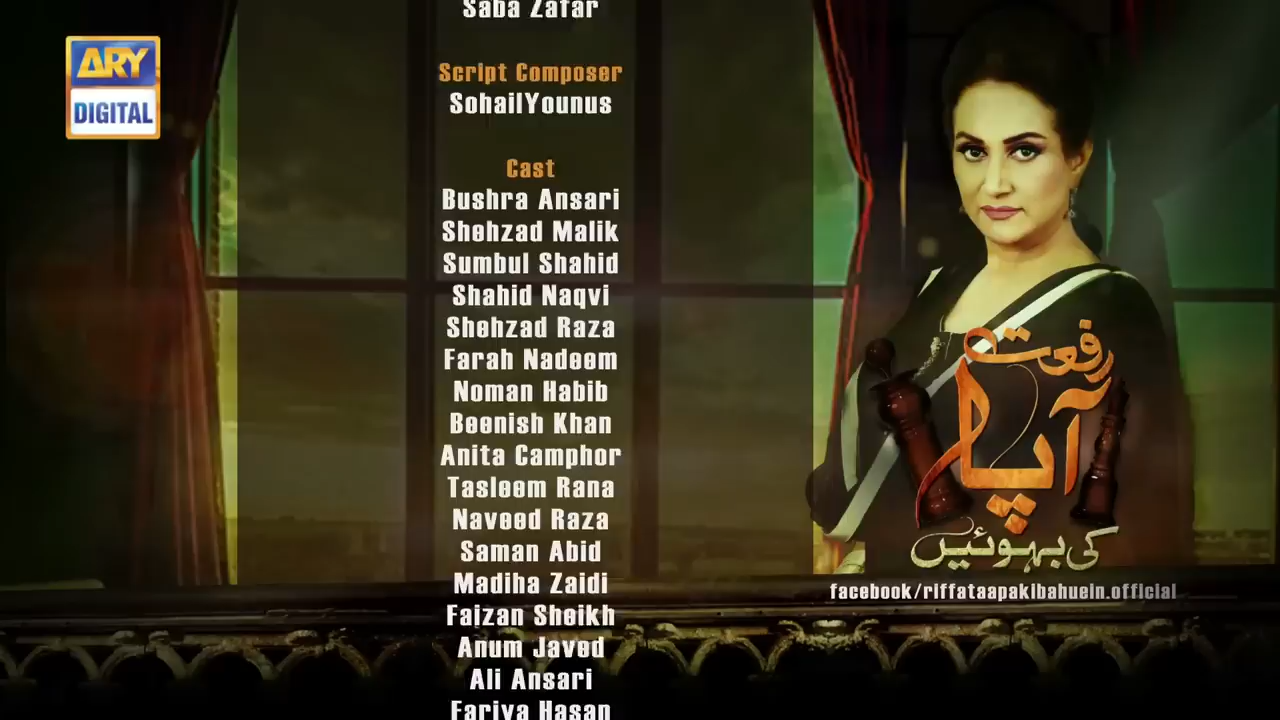 Saba Zafar
ARY
DIGITAL
Script Composer
SohailYounus
Cast
Bushra Ansari
Shehzad Malik
Sumbul Shahid
Shahid Naqvi
Shehzad Raza
Farah Nadeem
Noman Habib
Beenish Khan
Anita Camphor
Tasleem Rana
Naveed Raza
Saman Abid
Madiha Zaidi
Faizan Sheikh
Anum Javed
Ali Ansari
Fariya Hasan
رفعت
آپا
کی بہوئیں
facebook/riffataapakibahuein.official